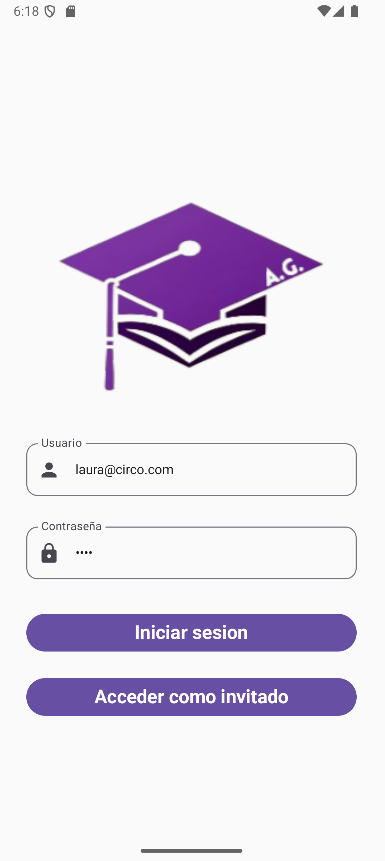 6:18
A.G.
Usuario
laura@circo.com
Contraseña
••••
Iniciar sesion
Acceder como invitado